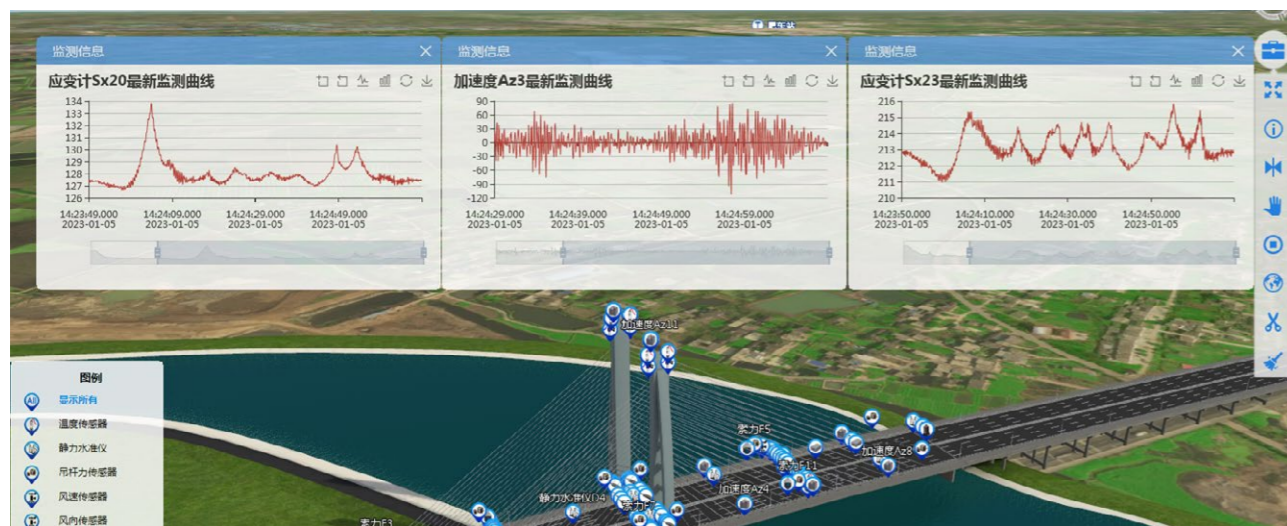 监测信息
应变计Sx20最新监测曲线
134
133
132
131
130
129
128
127
126
14:23:49.000
2023-01-05
14:24:09.000
2023-01-05
14:24:29.000
2023-01-05
14:24:49.000
2023-01-05
监测信息
加速度Az3最新监测曲线
90
60
30
0
-30
-60
-90
-120
14:24:29.000
2023-01-05
14:24:39.000
2023-01-05
14:24:49.000
2023-01-05
14:24:59.000
2023-01-05
监测信息
应变计Sx23最新监测曲线
216
215
214
213
212
211
210
14:23:50.000
2023-01-05
14:24:10.000
2023-01-05
14:24:30.000
2023-01-05
14:24:50.000
2023-01-05
加速度Az11
索力F5
索力F11
加速度Az8
加速度Az4
静力水准仪D4
索力F3
图例
All 显示所有
温度传感器
静力水准仪
吊杆力传感器
风速传感器
风向传感器